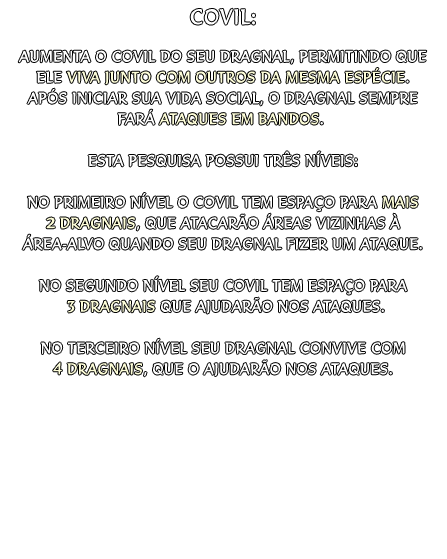 COVIL:
AUMENTA O COVIL DO SEU DRAGNAL, PERMITINDO QUE
ELE VIVA JUNTO COM OUTROS DA MESMA ESPÉCIE.
APÓS INICIAR SUA VIDA SOCIAL, O DRAGNAL SEMPRE
FARÁ ATAQUES EM BANDOS.
ESTA PESQUISA POSSUI TRÊS NÍVEIS:
NO PRIMEIRO NÍVEL O COVIL TEM ESPAÇO PARA MAIS
2 DRAGNAIS, QUE ATACARÃO ÁREAS VIZINHAS À
ÁREA-ALVO QUANDO SEU DRAGNAL FIZER UM ATAQUE.
NO SEGUNDO NÍVEL SEU COVIL TEM ESPAÇO PARA
3 DRAGNAIS QUE AJUDARÃO NOS ATAQUES.
NO TERCEIRO NÍVEL SEU DRAGNAL CONVIVE COM
4 DRAGNAIS, QUE O AJUDARÃO NOS ATAQUES.